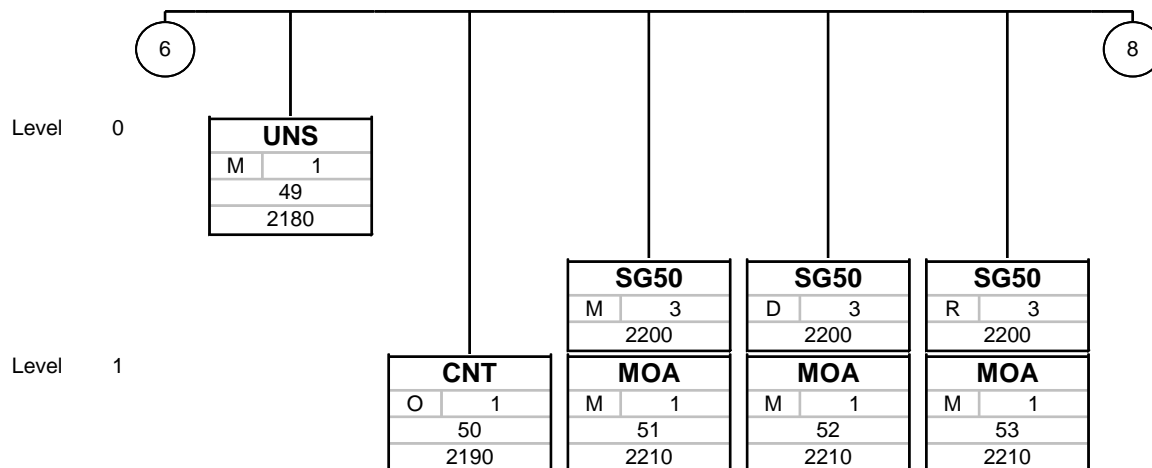 6 8
Level 0
UNS
M 1
49
2180
SG50 SG50 SG50
M 3 D 3 R 3
2200 2200 2200
Level 1
CNT MOA MOA MOA
O 1 M 1 M 1 M 1
50 51 52 53
2190 2210 2210 2210